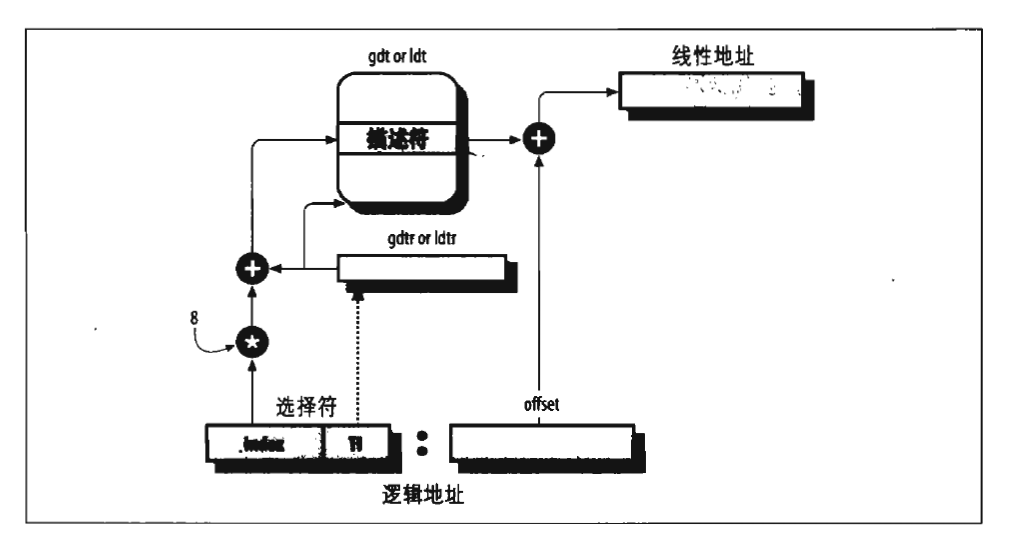 gdt or ldt
线性地址
描述符
+
gdtr or ldtr
+
8
*
选择符
offset
index
TI
:
逻辑地址